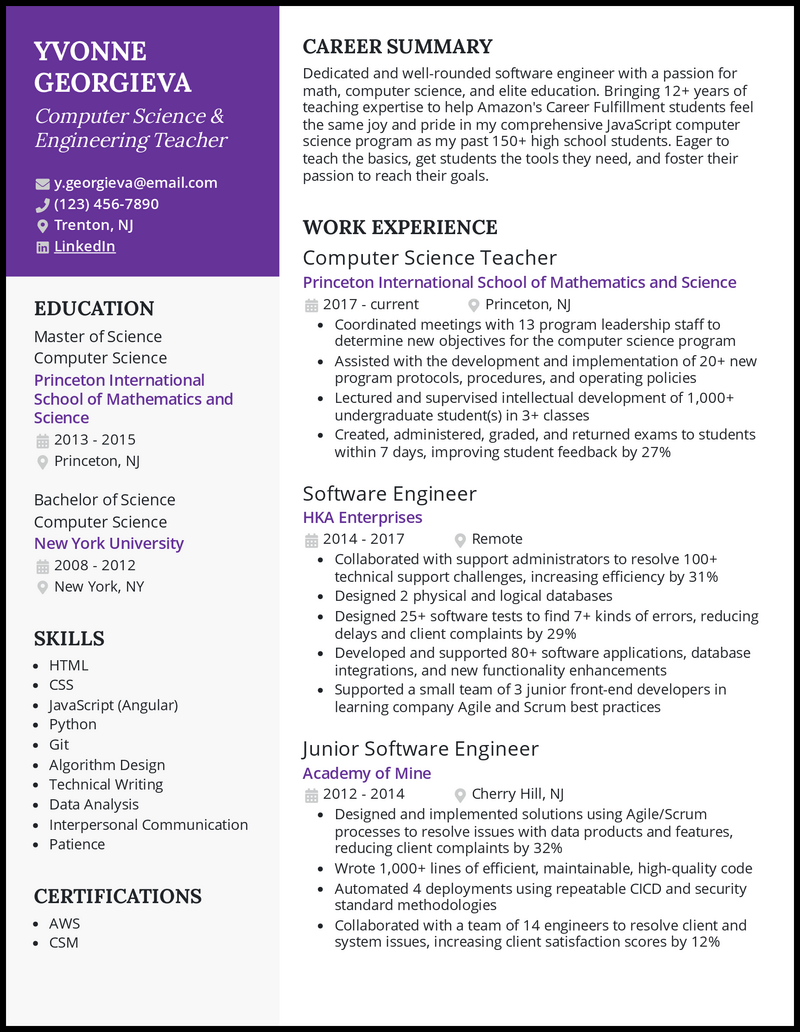 YVONNE
GEORGIEVA
Computer Science &
Engineering Teacher
y.georgieva@email.com
(123) 456-7890
Trenton, NJ
LinkedIn
EDUCATION
Master of Science
Computer Science
Princeton International
School of Mathematics and
Science
2013 - 2015
Princeton, NJ
Bachelor of Science
Computer Science
New York University
2008 - 2012
New York, NY
SKILLS
• HTML
• CSS
• JavaScript (Angular)
• Python
• Git
• Algorithm Design
• Technical Writing
• Data Analysis
• Interpersonal Communication
• Patience
CERTIFICATIONS
• AWS
• CSM
CAREER SUMMARY
Dedicated and well-rounded software engineer with a passion for
math, computer science, and elite education. Bringing 12+ years of
teaching expertise to help Amazon's Career Fulfillment students feel
the same joy and pride in my comprehensive JavaScript computer
science program as my past 150+ high school students. Eager to
teach the basics, get students the tools they need, and foster their
passion to reach their goals.
WORK EXPERIENCE
Computer Science Teacher
Princeton International School of Mathematics and Science
2017 - current Princeton, NJ
• Coordinated meetings with 13 program leadership staff to
determine new objectives for the computer science program
• Assisted with the development and implementation of 20+ new
program protocols, procedures, and operating policies
• Lectured and supervised intellectual development of 1,000+
undergraduate student(s) in 3+ classes
• Created, administered, graded, and returned exams to students
within 7 days, improving student feedback by 27%
Software Engineer
HKA Enterprises
2014 - 2017 Remote
• Collaborated with support administrators to resolve 100+
technical support challenges, increasing efficiency by 31%
• Designed 2 physical and logical databases
• Designed 25+ software tests to find 7+ kinds of errors, reducing
delays and client complaints by 29%
• Developed and supported 80+ software applications, database
integrations, and new functionality enhancements
• Supported a small team of 3 junior front-end developers in
learning company Agile and Scrum best practices
Junior Software Engineer
Academy of Mine
2012 - 2014 Cherry Hill, NJ
• Designed and implemented solutions using Agile/Scrum
processes to resolve issues with data products and features,
reducing client complaints by 32%
• Wrote 1,000+ lines of efficient, maintainable, high-quality code
• Automated 4 deployments using repeatable CICD and security
standard methodologies
• Collaborated with a team of 14 engineers to resolve client and
system issues, increasing client satisfaction scores by 12%